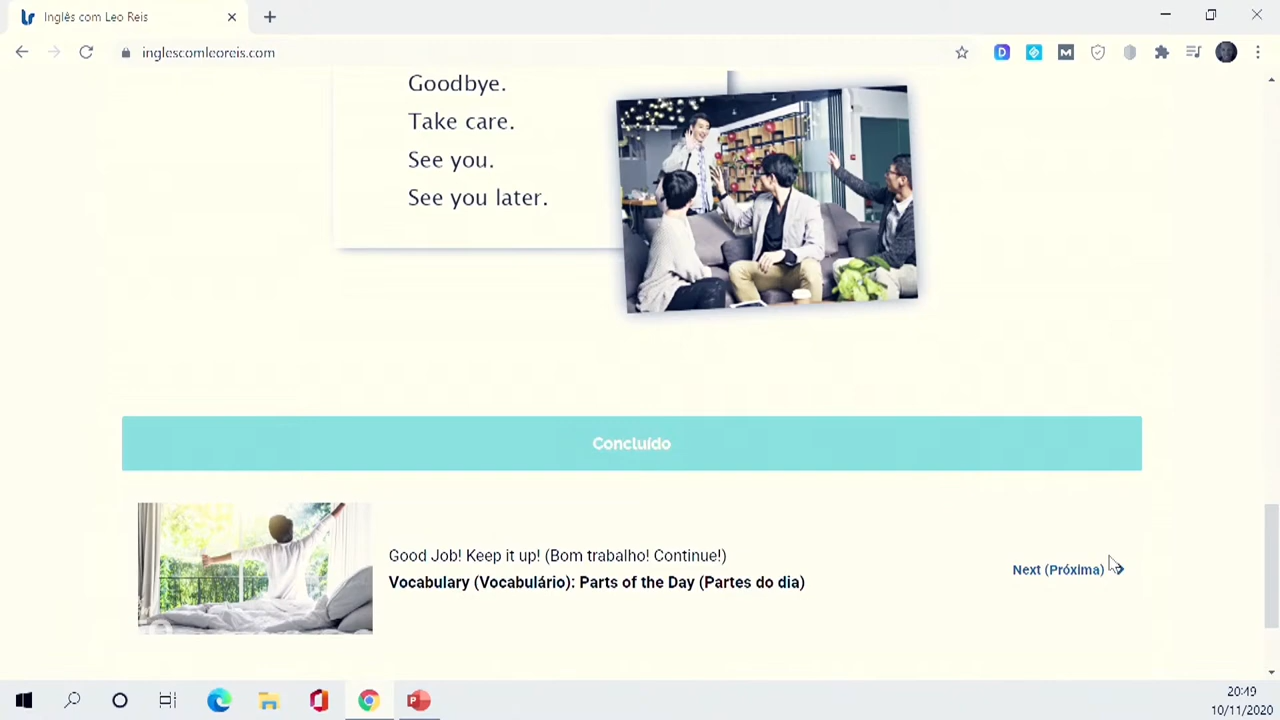 Inglês com Leo Reis
inglescomleoreis.com
Goodbye.
Take care.
See you.
See you later.
Concluído
Good Job! Keep it up! (Bom trabalho! Continue!)
Vocabulary (Vocabulário): Parts of the Day (Partes do dia)
Next (Próxima)
20:49
10/11/2020